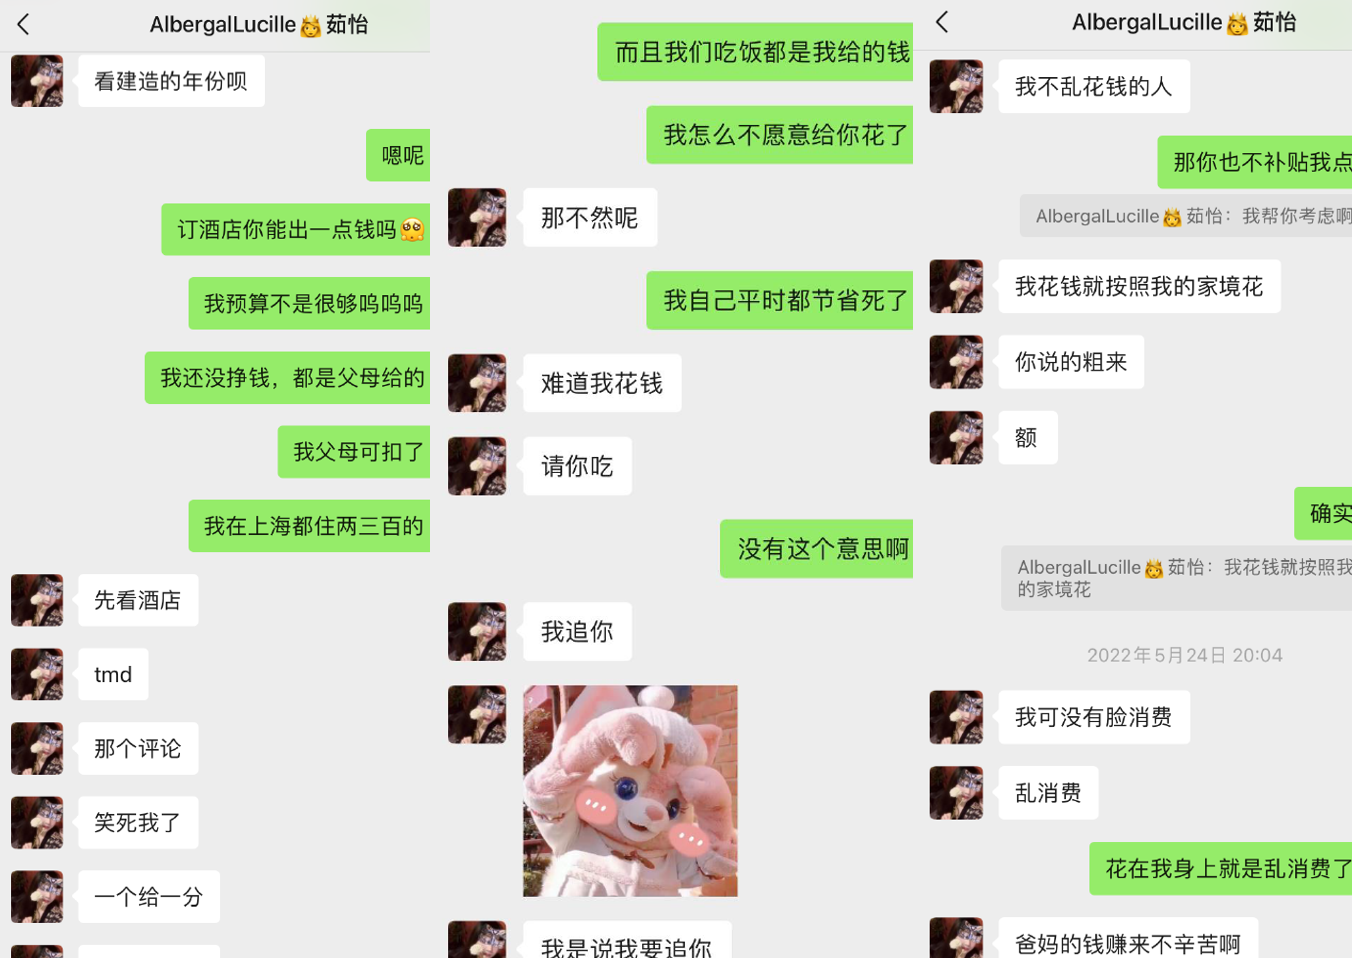 AlbergalLucille👸茹怡
看建造的年份呗
嗯呢
订酒店你能出一点钱吗🥺
我预算不是很够呜呜呜
我还没挣钱，都是父母给的
我父母可扣了
我在上海都住两三百的
先看酒店
tmd
那个评论
笑死我了
一个给一分
而且我们吃饭都是我给的钱
我怎么不愿意给你花了
那不然呢
我自己平时都节省死了
难道我花钱
请你吃
没有这个意思啊
我追你
我是说我要追你
AlbergalLucille👸茹怡
我不乱花钱的人
那你也不补贴我点
AlbergalLucille👸茹怡：我帮你考虑啊
我花钱就按照我的家境花
你说的粗来
额
确实
AlbergalLucille👸茹怡：我花钱就按照我
的家境花
2022年5月24日 20:04
我可没有脸消费
乱消费
花在我身上就是乱消费了
爸妈的钱赚来不辛苦啊